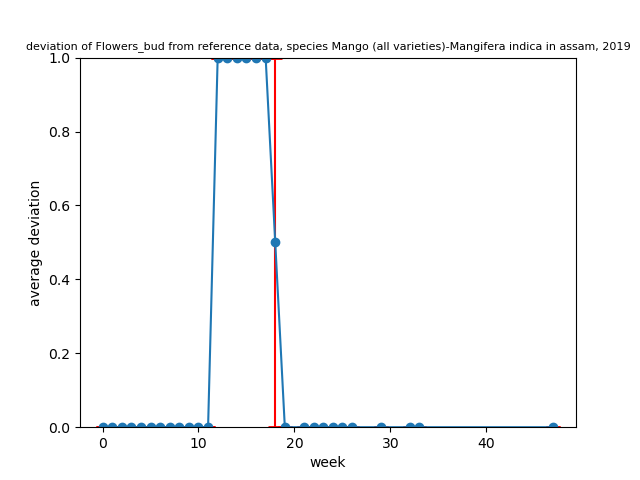 deviation of Flowers_bud from reference data, species Mango (all varieties)-Mangifera indica in assam, 2019
1.0
0.8
0.6
0.4
0.2
0.0
average deviation
0 10 20 30 40
week